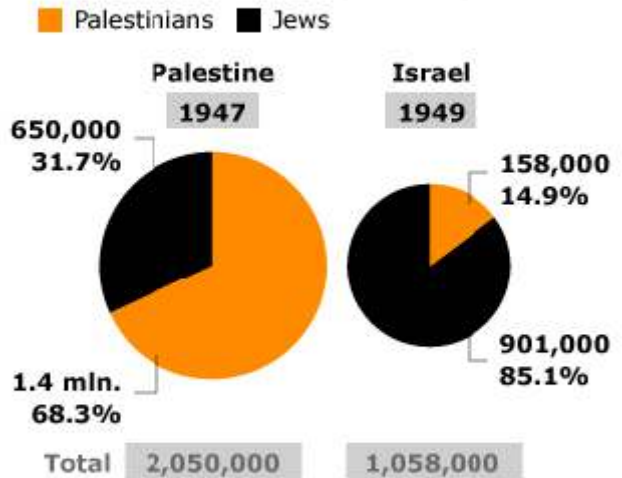 Palestinians Jews
Palestine
1947
650,000
31.7%
1.4 mln.
68.3%
Israel
1949
158,000
14.9%
901,000
85.1%
Total 2,050,000 1,058,000